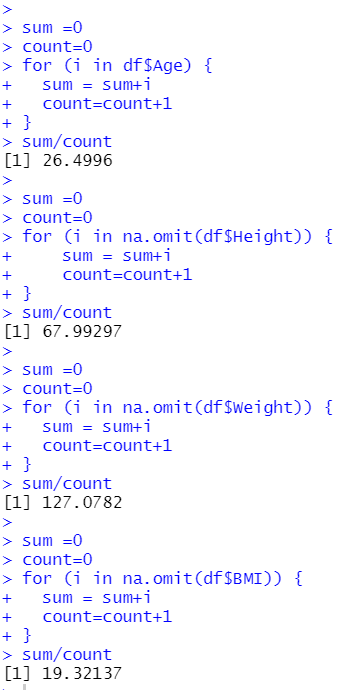 >
> sum =0
> count=0
> for (i in df$Age) {
+   sum = sum+i
+   count=count+1
+ }
> sum/count
[1] 26.4996
>
> sum =0
> count=0
> for (i in na.omit(df$Height)) {
+     sum = sum+i
+     count=count+1
+ }
> sum/count
[1] 67.99297
>
> sum =0
> count=0
> for (i in na.omit(df$Weight)) {
+   sum = sum+i
+   count=count+1
+ }
> sum/count
[1] 127.0782
>
> sum =0
> count=0
> for (i in na.omit(df$BMI)) {
+   sum = sum+i
+   count=count+1
+ }
> sum/count
[1] 19.32137